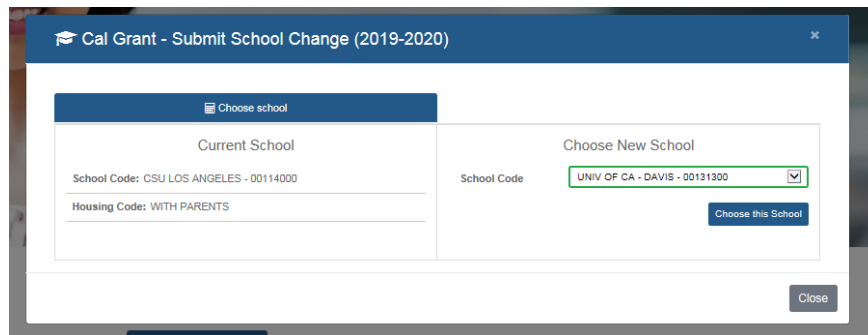 Cal Grant - Submit School Change (2019-2020)
×
Choose school
Current School
School Code: CSU LOS ANGELES - 00114000
Housing Code: WITH PARENTS
Choose New School
School Code UNIV OF CA - DAVIS - 00131300
Choose this School
Close